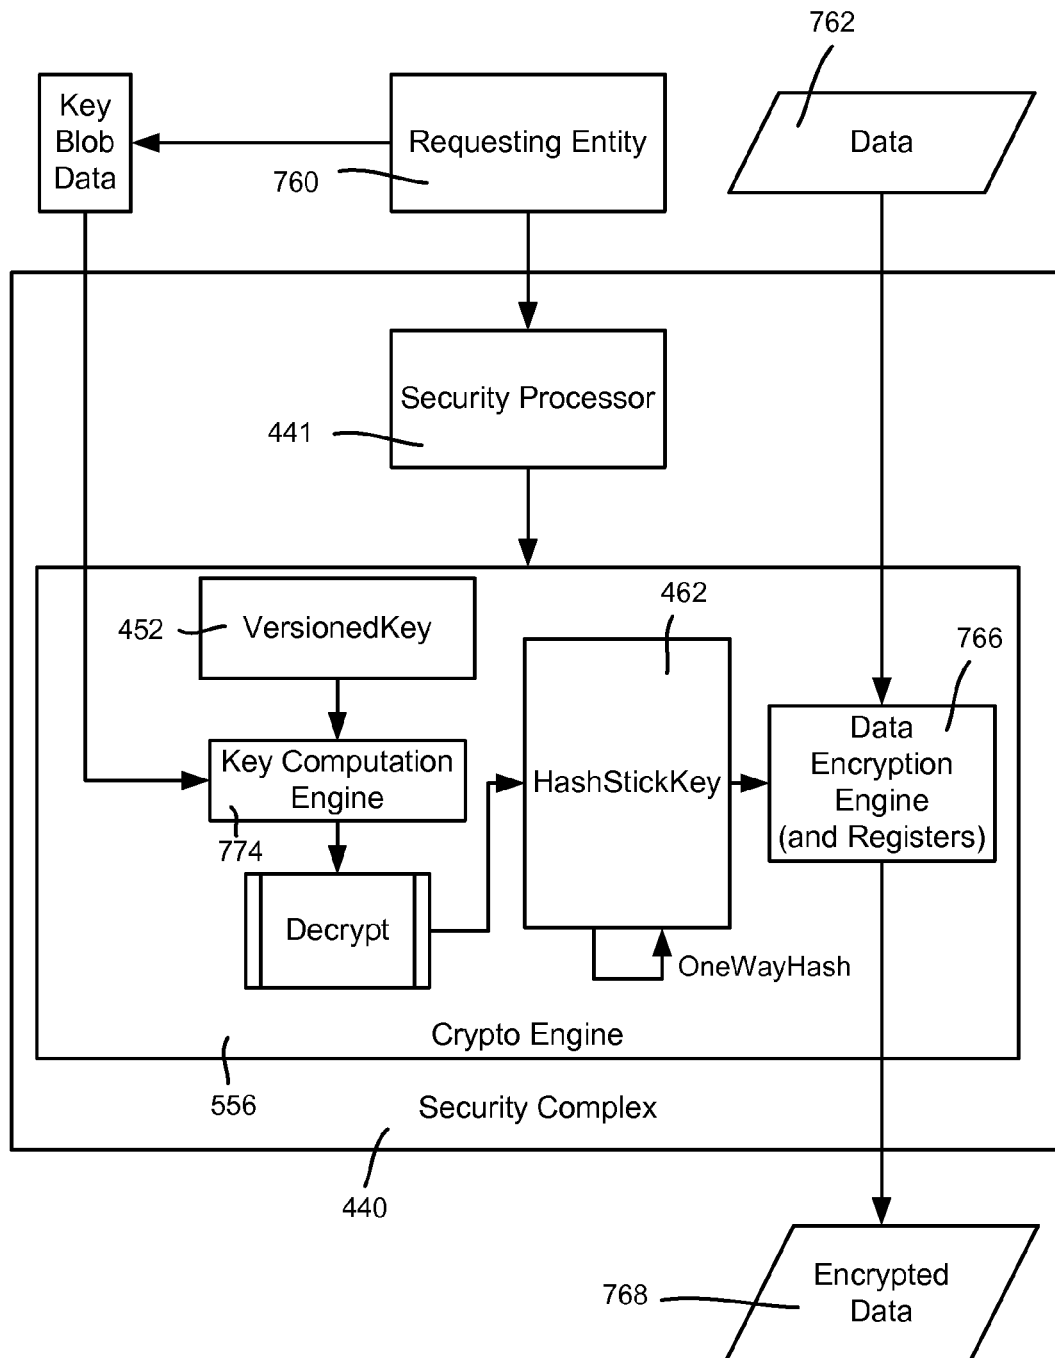 762
Key
Blob
Data
Requesting Entity
760
Data
Security Processor
441
VersionedKey
452
462
766
Key Computation
Engine
774
HashStickKey
Data
Encryption
Engine
(and Registers)
Decrypt
OneWayHash
Crypto Engine
556
Security Complex
440
Encrypted
Data
768